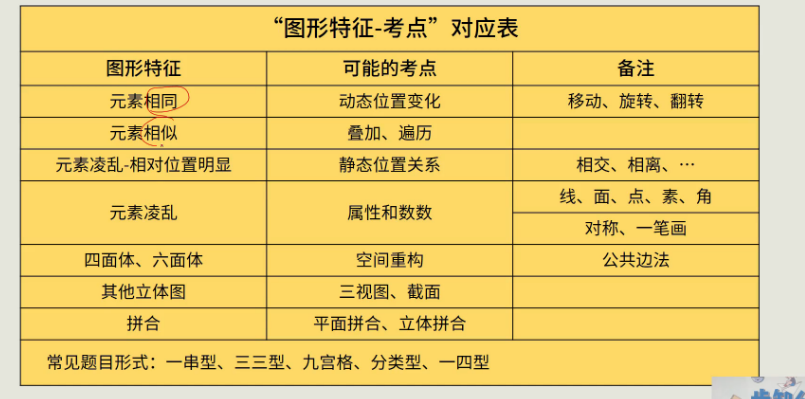 “图形特征-考点”对应表
图形特征 可能的考点 备注
元素相同 动态位置变化 移动、旋转、翻转
元素相似 叠加、遍历
元素凌乱-相对位置明显 静态位置关系 相交、相离、…
元素凌乱 属性和数数 线、面、点、素、角
对称、一笔画
四面体、六面体 空间重构 公共边法
其他立体图 三视图、截面
拼合 平面拼合、立体拼合
常见题目形式：一串型、三三型、九宫格、分类型、一四型